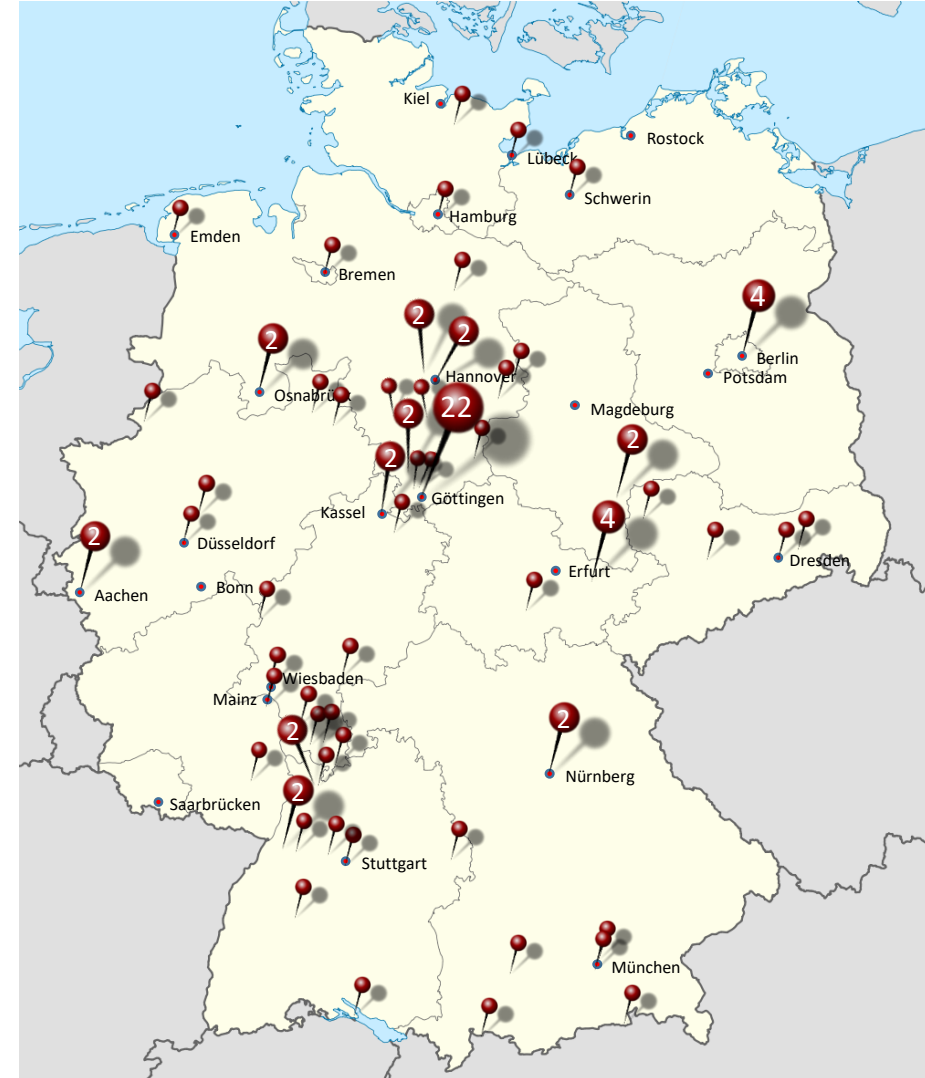 Kiel
Rostock
Lübeck
Schwerin
Hamburg
Emden
Bremen
4
2
2
2
Berlin
Hannover
Potsdam
Osnabrü
22
2
Magdeburg
2
2
Göttingen
Kassel
4
2
Düsseldorf
Dresden
Erfurt
Bonn
Aachen
Wiesbaden
Mainz
2
2
Nürnberg
2
Saarbrücken
Stuttgart
München